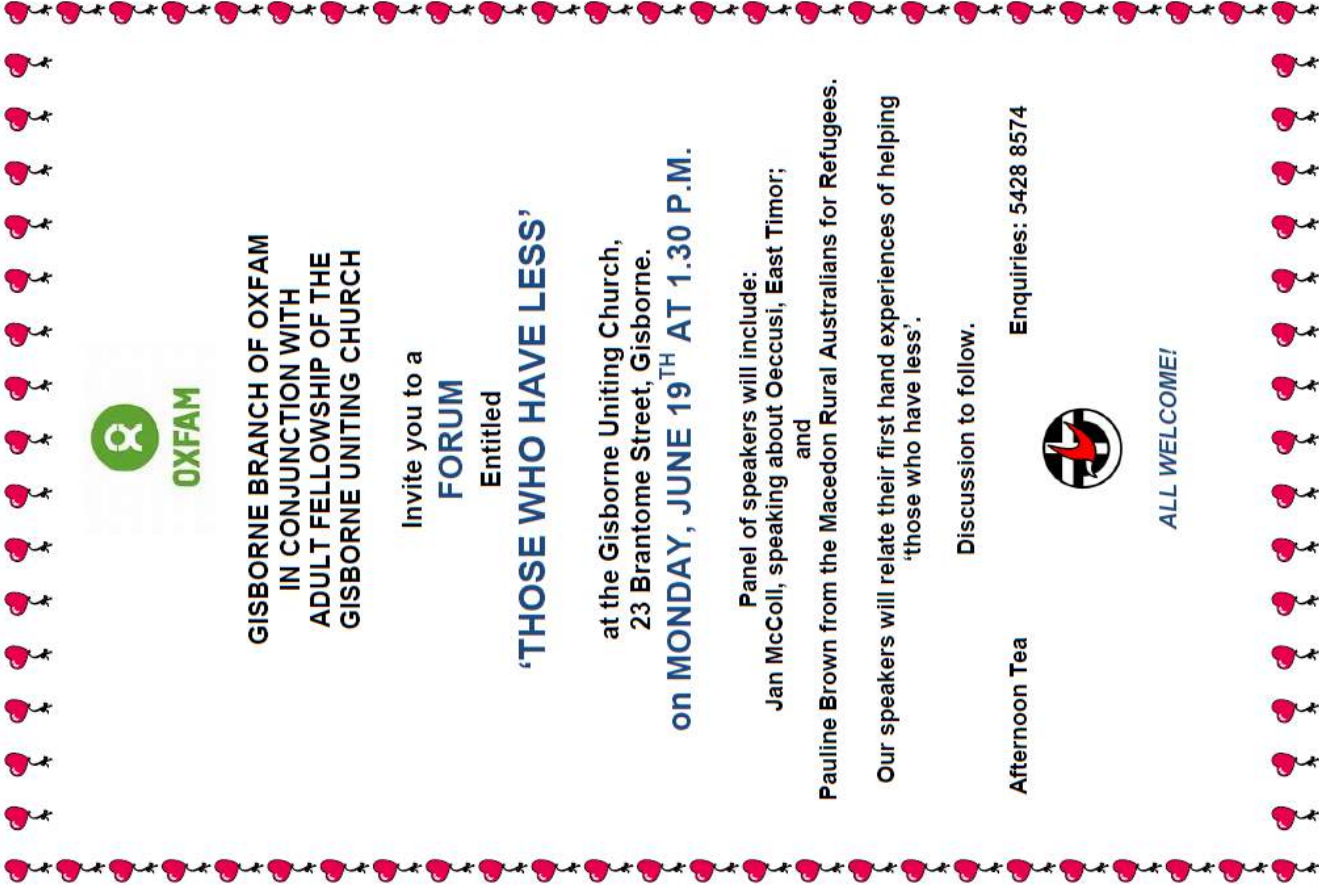 OXFAM
GISBORNE BRANCH OF OXFAM
IN CONJUNCTION WITH
ADULT FELLOWSHIP OF THE
GISBORNE UNITING CHURCH
Invite you to a
FORUM
Entitled
‘THOSE WHO HAVE LESS’
at the Gisborne Uniting Church,
23 Brantome Street, Gisborne.
on MONDAY, JUNE 19TH AT 1.30 P.M.
Panel of speakers will include:
Jan McColl, speaking about Oeccusi, East Timor;
and
Pauline Brown from the Macedon Rural Australians for Refugees.
Our speakers will relate their first hand experiences of helping
‘those who have less’.
Discussion to follow.
Afternoon Tea Enquiries: 5428 8574
ALL WELCOME!